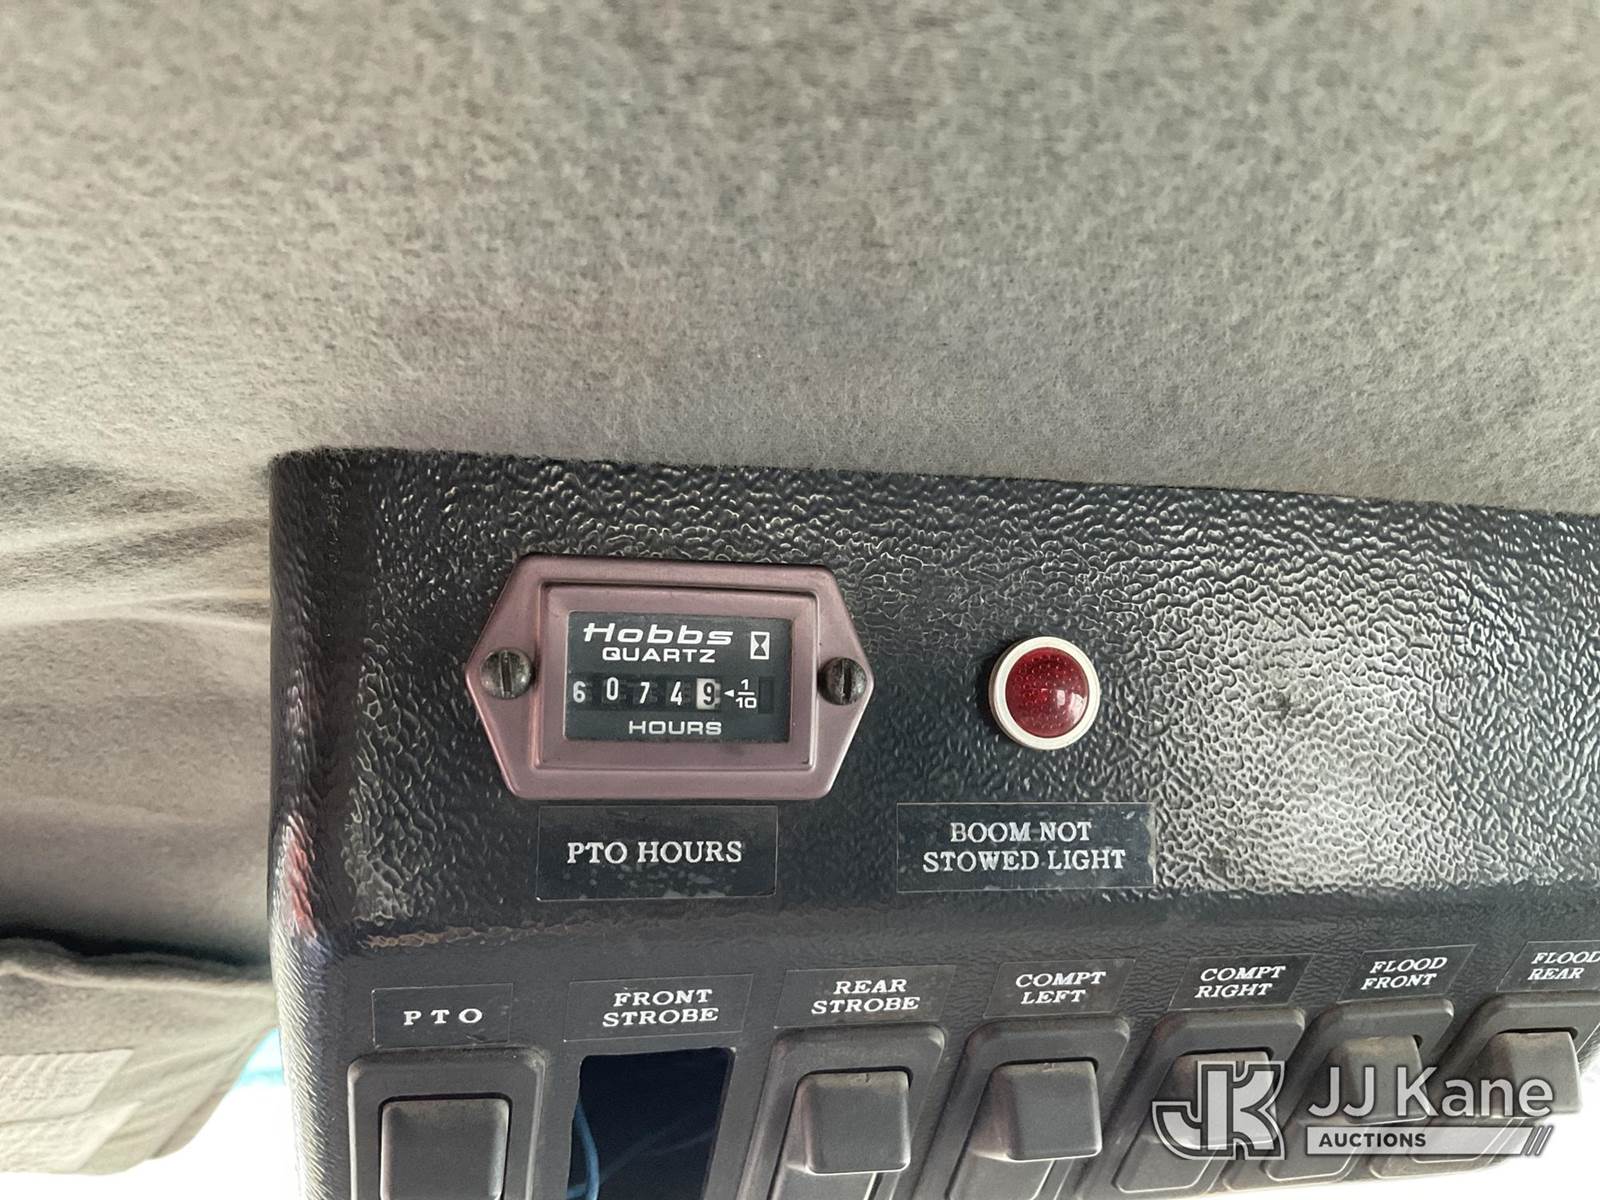 Hobbs
QUARTZ
6 0 7 4 9 1/10
HOURS
PTO HOURS
BOOM NOT
STOWED LIGHT
PTO
FRONT
STROBE
REAR
STROBE
COMPT
LEFT
COMPT
RIGHT
FLOOD
FRONT
FLOOD
REAR
JK
JJ Kane
AUCTIONS